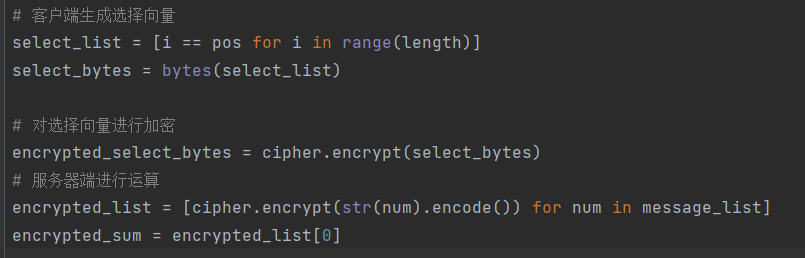 # 客户端生成选择向量
select_list = [i == pos for i in range(length)]
select_bytes = bytes(select_list)
# 对选择向量进行加密
encrypted_select_bytes = cipher.encrypt(select_bytes)
# 服务器端进行运算
encrypted_list = [cipher.encrypt(str(num).encode()) for num in message_list]
encrypted_sum = encrypted_list[0]